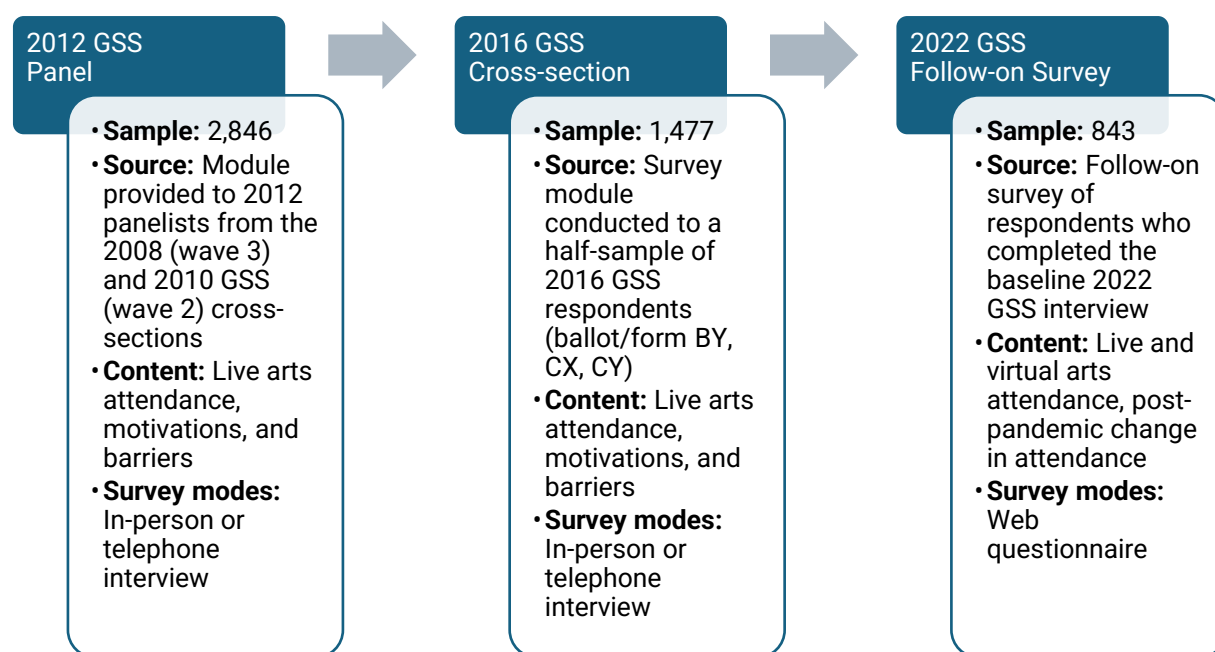 2012 GSS
Panel
• Sample: 2,846
• Source: Module
provided to 2012
panelists from the
2008 (wave 3)
and 2010 GSS
(wave 2) cross-
sections
• Content: Live arts
attendance,
motivations, and
barriers
• Survey modes:
In-person or
telephone
interview
2016 GSS
Cross-section
• Sample: 1,477
• Source: Survey
module
conducted to a
half-sample of
2016 GSS
respondents
(ballot/form BY,
CX, CY)
• Content: Live arts
attendance,
motivations, and
barriers
• Survey modes:
In-person or
telephone
interview
2022 GSS
Follow-on Survey
• Sample: 843
• Source: Follow-on
survey of
respondents who
completed the
baseline 2022
GSS interview
• Content: Live and
virtual arts
attendance, post-
pandemic change
in attendance
• Survey modes:
Web
questionnaire